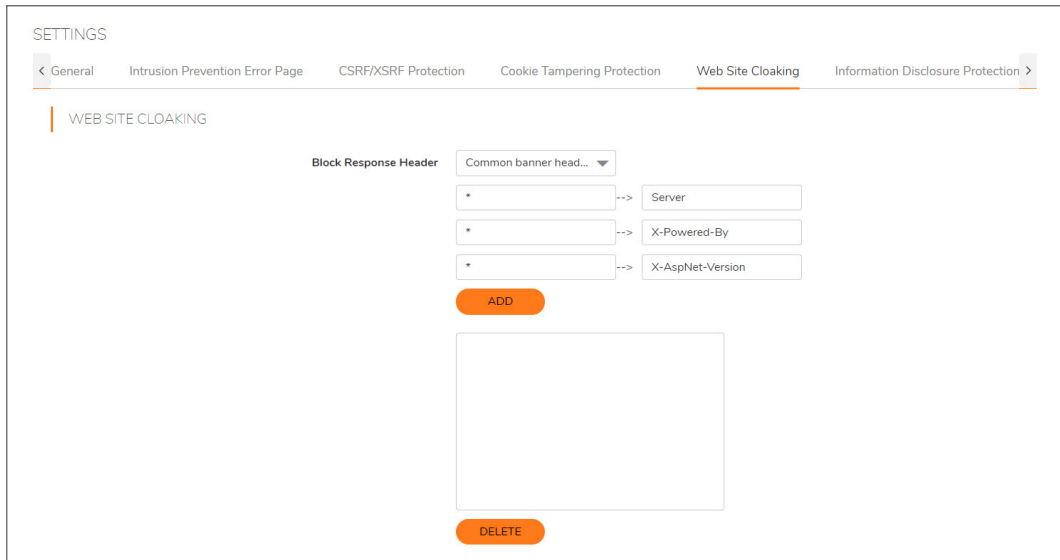 SETTINGS
< General Intrusion Prevention Error Page CSRF/XSRF Protection Cookie Tampering Protection Web Site Cloaking Information Disclosure Protection >
WEB SITE CLOAKING
Block Response Header Common banner head...
* --> Server
* --> X-Powered-By
* --> X-AspNet-Version
ADD
DELETE